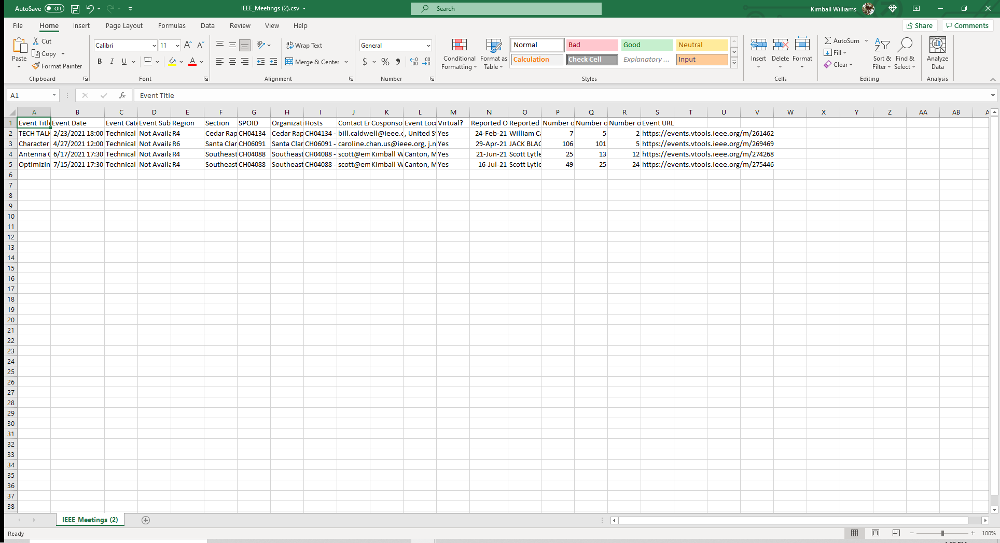 AutoSave Off IEEE_Meetings (2).csv Search Kimball Williams
File Home Insert Page Layout Formulas Data Review View Help Share Comments
Paste Cut Copy Format Painter Clipboard
Calibri 11 B I U Font
Wrap Text Merge & Center Alignment
General $ % Number
Conditional Formatting Format as Table
Normal Bad Good Neutral
Calculation Check Cell Explanatory ... Input
Styles
Insert Delete Format Cells
AutoSum Fill Clear Sort & Filter Find & Select Editing
Analyze Data Analysis
A1 fx Event Title
A B C D E F G H I J K L M N O P Q R S T U V W X Y Z AA AB A
1 Event Title Event Date Event Cate Event Sub Region Section SPOID Organizati Hosts Contact Em Cosponso Event Loca Virtual? Reported O Reported Number o Number o Number o Event URL
2 TECH TALK 2/23/2021 18:00 Technical Not Availa R4 Cedar Rap CH04134 Cedar Rap CH04134 - bill.caldwell@ieee.o , United St Yes 24-Feb-21 William Ca 7 5 2 https://events.vtools.ieee.org/m/261462
3 Characteri 4/27/2021 12:00 Technical Not Availa R6 Santa Clar CH06091 Santa Clar CH06091 - caroline.chan.us@ieee.org, j.n Yes 29-Apr-21 JACK BLAC 106 101 5 https://events.vtools.ieee.org/m/269469
4 Antenna C 6/17/2021 17:30 Technical Not Availa R4 Southeast CH04088 Southeast CH04088 - scott@em Kimball W Canton, M Yes 21-Jun-21 Scott Lytle 25 13 12 https://events.vtools.ieee.org/m/274268
5 Optimizin 7/15/2021 17:30 Technical Not Availa R4 Southeast CH04088 Southeast CH04088 - scott@em Kimball W Canton, M Yes 16-Jul-21 Scott Lytle 49 25 24 https://events.vtools.ieee.org/m/275446
6
7
8
9
10
11
12
13
14
15
16
17
18
19
20
21
22
23
24
25
26
27
28
29
30
31
32
33
34
35
36
37
38
IEEE_Meetings (2)
Ready 100%